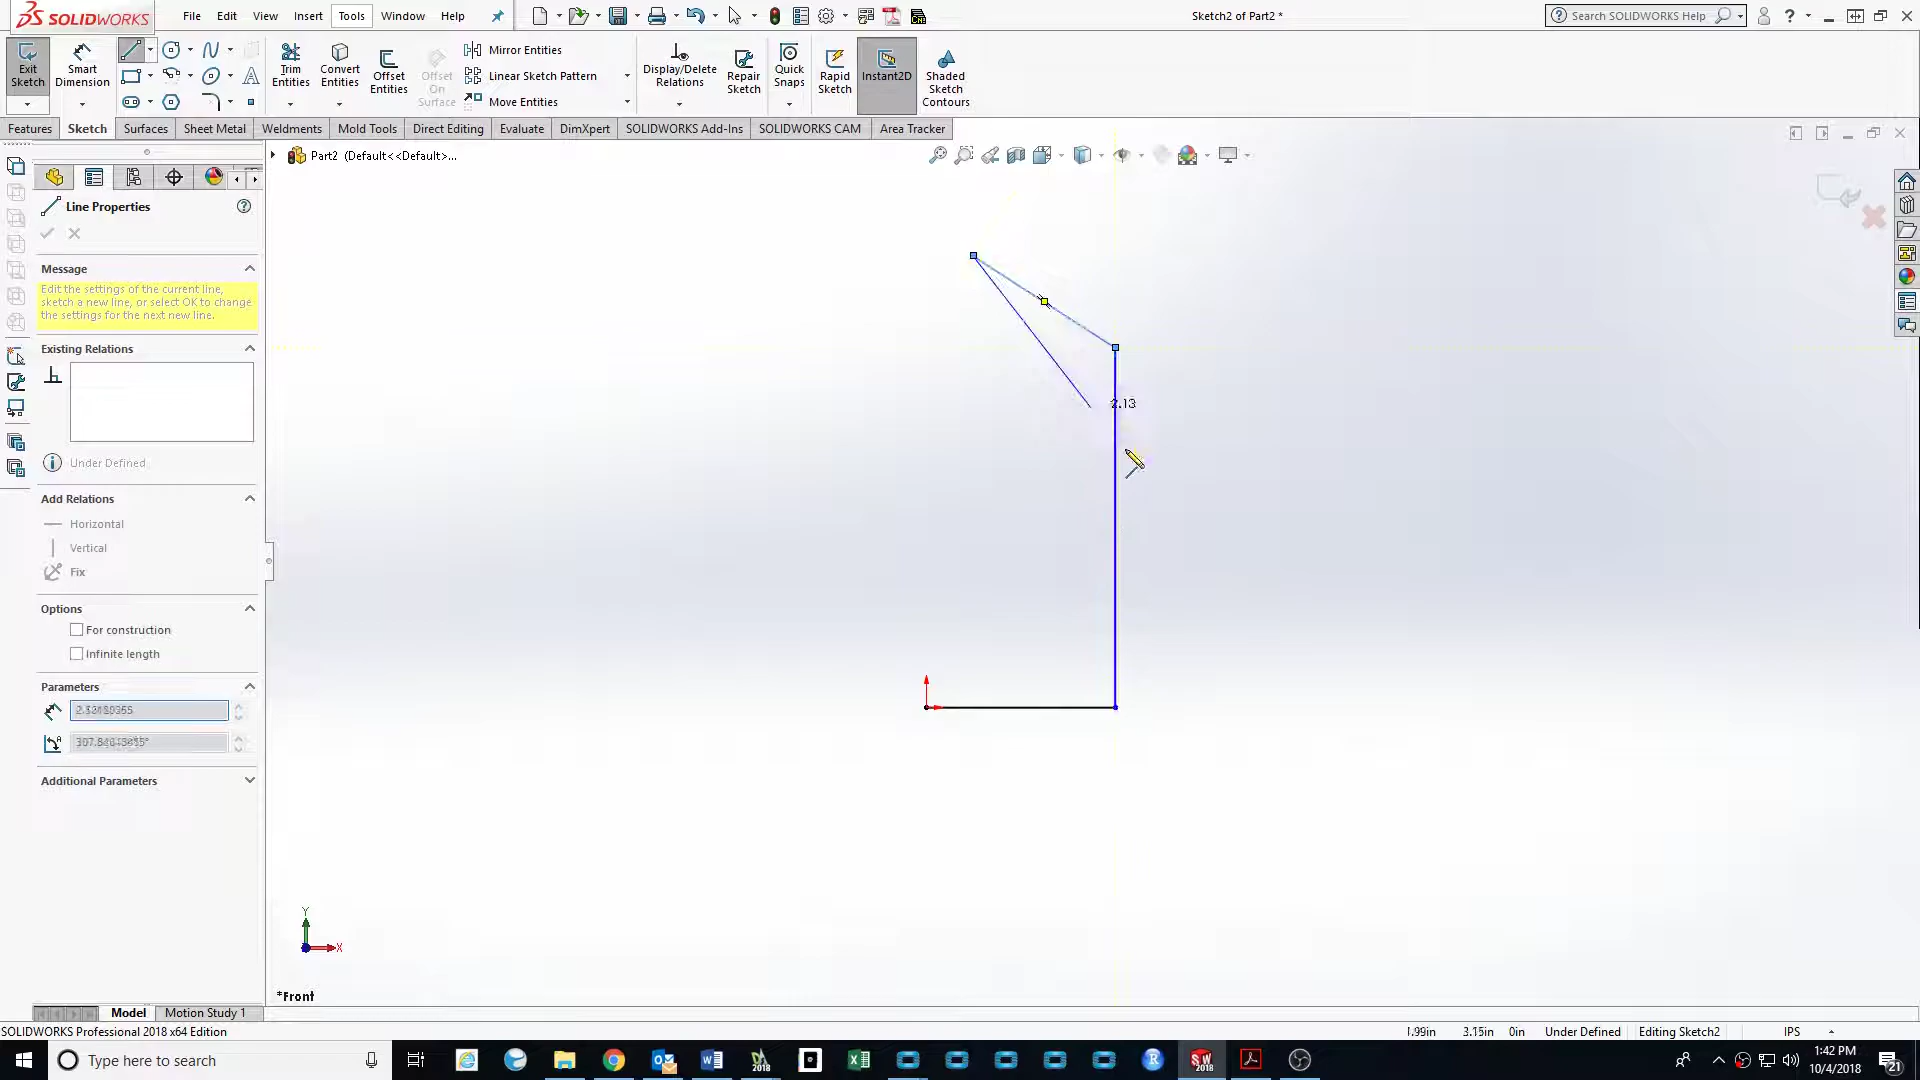 SOLIDWORKS
File Edit View Insert Tools Window Help
Sketch2 of Part2 *
Search SOLIDWORKS Help
Exit Sketch
Smart Dimension
Trim Entities
Convert Entities
Offset Entities
Offset On Surface
Mirror Entities
Linear Sketch Pattern
Move Entities
Display/Delete Relations
Repair Sketch
Quick Snaps
Rapid Sketch
Instant2D
Shaded Sketch Contours
Features Sketch Surfaces Sheet Metal Weldments Mold Tools Direct Editing Evaluate DimXpert SOLIDWORKS Add-Ins SOLIDWORKS CAM Area Tracker
Part2 (Default<<Default>...
Line Properties
Message
Edit the settings of the current line,
sketch a new line, or select OK to change
the settings for the next new line.
Existing Relations
Under Defined
Add Relations
Horizontal
Vertical
Fix
Options
For construction
Infinite length
Parameters
Additional Parameters
2.13
Y
X
*Front
Model Motion Study 1
SOLIDWORKS Professional 2018 x64 Edition
1.99in 3.15in 0in Under Defined Editing Sketch2 IPS
Type here to search
2018
SW 2018
1:42 PM
10/4/2018
21